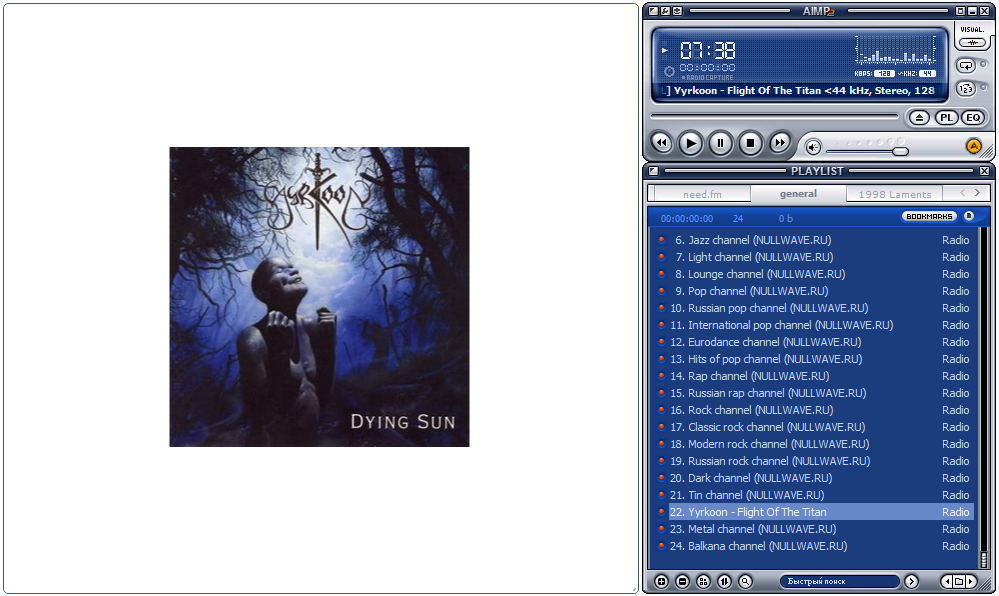 YYRKOON
DYING SUN
AIMP2
VISUAL.
07:38
00:00:00
RADIO CAPTURE
KBPS: 128 KHZ: 44
L] Yyrkoon - Flight Of The Titan <44 kHz, Stereo, 128
123
PL EQ
PLAYLIST
need.fm general 1998 Laments
00:00:00:00 24 0 b BOOKMARKS
6. Jazz channel (NULLWAVE.RU) Radio
7. Light channel (NULLWAVE.RU) Radio
8. Lounge channel (NULLWAVE.RU) Radio
9. Pop channel (NULLWAVE.RU) Radio
10. Russian pop channel (NULLWAVE.RU) Radio
11. International pop channel (NULLWAVE.RU) Radio
12. Eurodance channel (NULLWAVE.RU) Radio
13. Hits of pop channel (NULLWAVE.RU) Radio
14. Rap channel (NULLWAVE.RU) Radio
15. Russian rap channel (NULLWAVE.RU) Radio
16. Rock channel (NULLWAVE.RU) Radio
17. Classic rock channel (NULLWAVE.RU) Radio
18. Modern rock channel (NULLWAVE.RU) Radio
19. Russian rock channel (NULLWAVE.RU) Radio
20. Dark channel (NULLWAVE.RU) Radio
21. Tin channel (NULLWAVE.RU) Radio
22. Yyrkoon - Flight Of The Titan Radio
23. Metal channel (NULLWAVE.RU) Radio
24. Balkana channel (NULLWAVE.RU) Radio
Быстрый поиск